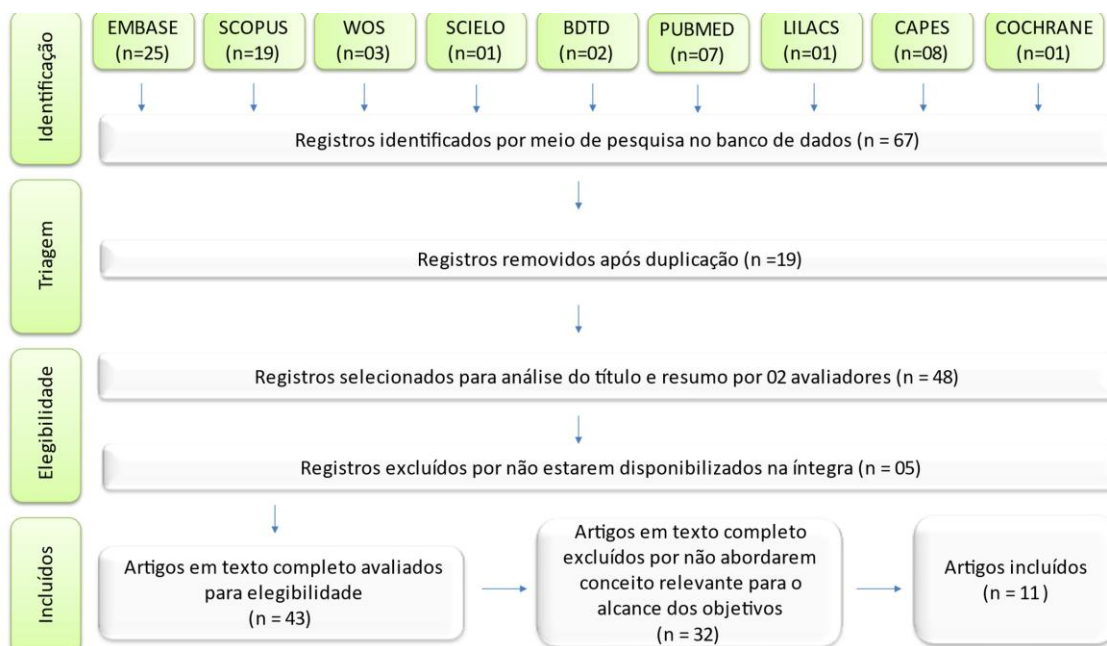 Identificação
EMBASE
(n=25)
SCOPUS
(n=19)
WOS
(n=03)
SCIELO
(n=01)
BDTD
(n=02)
PUBMED
(n=07)
LILACS
(n=01)
CAPES
(n=08)
COCHRANE
(n=01)
Registros identificados por meio de pesquisa no banco de dados (n = 67)
Triagem
Registros removidos após duplicação (n =19)
Elegibilidade
Registros selecionados para análise do título e resumo por 02 avaliadores (n = 48)
Registros excluídos por não estarem disponibilizados na íntegra (n = 05)
Incluídos
Artigos em texto completo avaliados
para elegibilidade
(n = 43)
Artigos em texto completo
excluídos por não abordarem
conceito relevante para o
alcance dos objetivos
(n = 32)
Artigos incluídos
(n = 11)